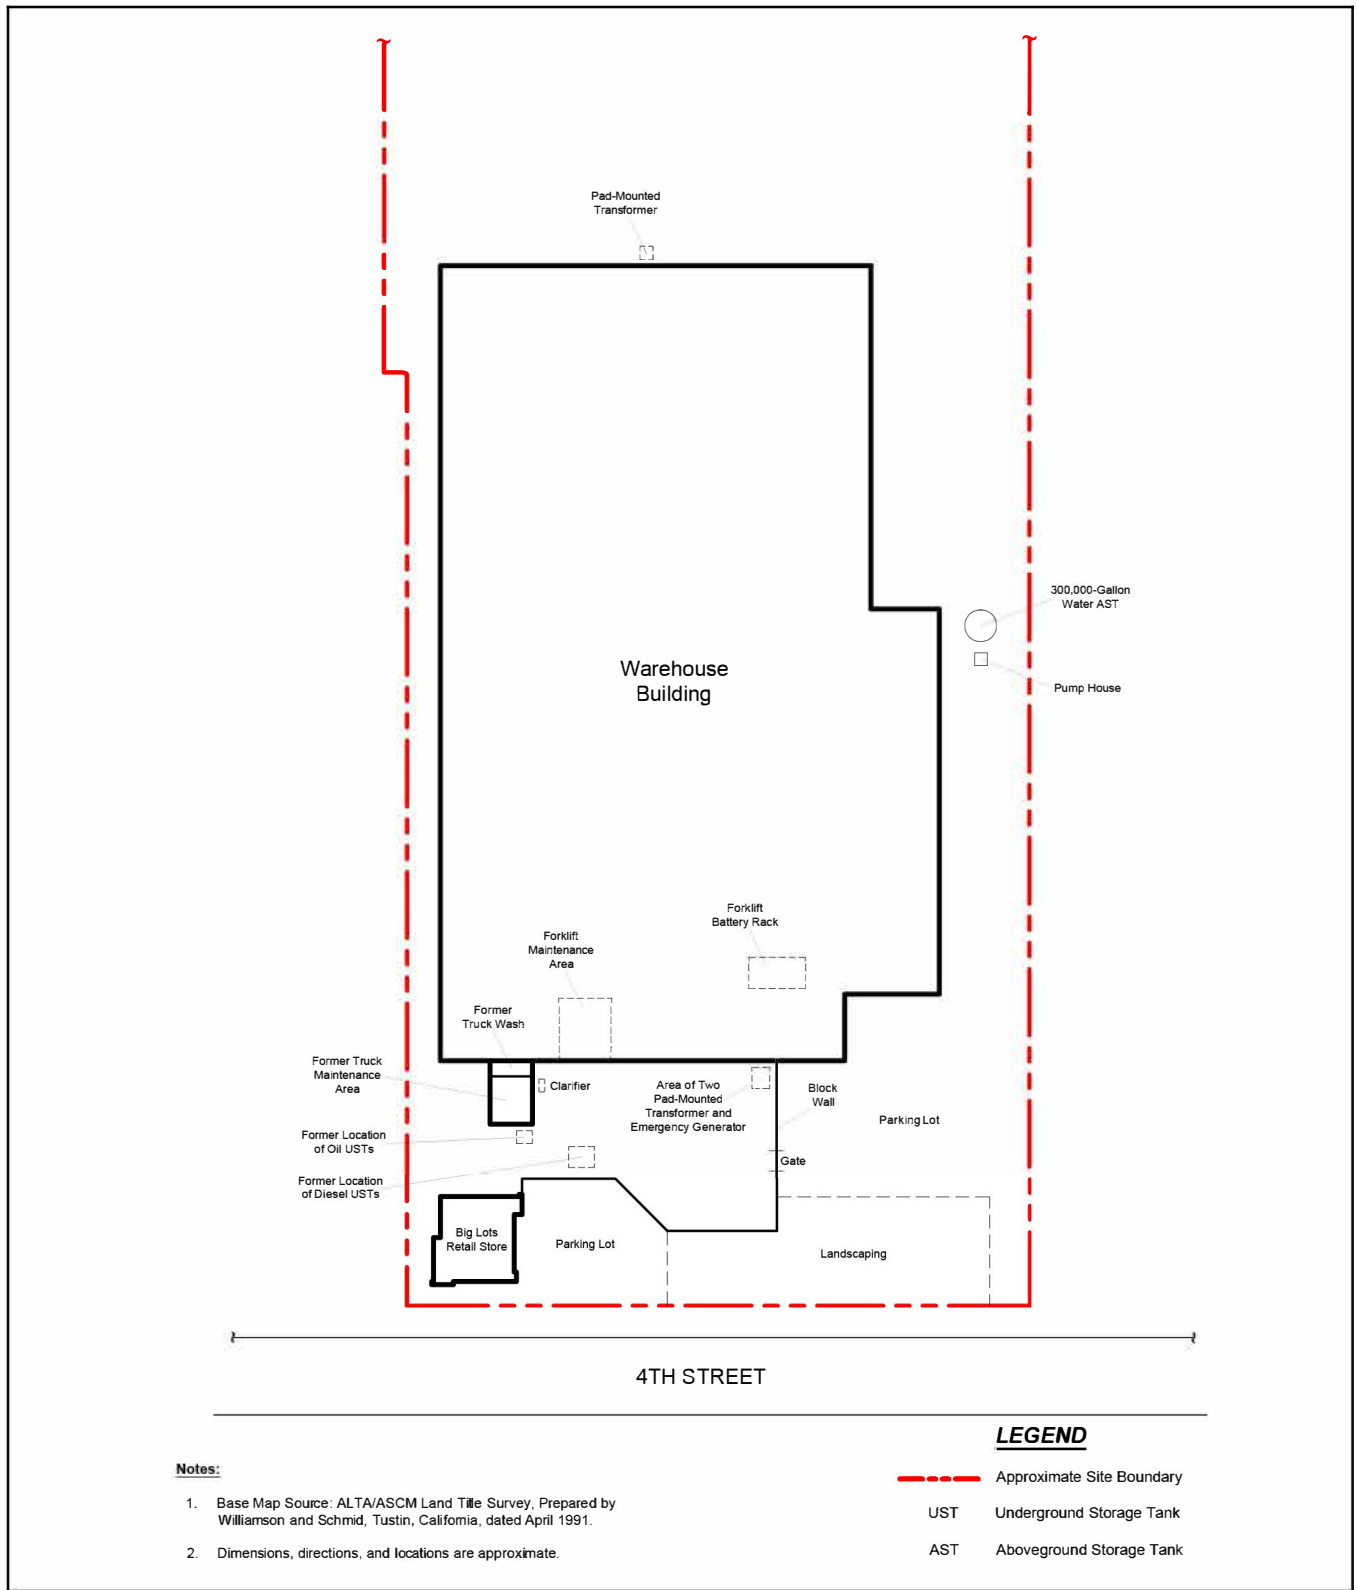 Pad-Mounted
Transformer
300,000-Gallon
Water AST
Pump House
Warehouse
Building
Forklift
Battery Rack
Forklift
Maintenance
Area
Former
Truck Wash
Former Truck
Maintenance
Area
Clarifier
Area of Two
Pad-Mounted
Transformer and
Emergency Generator
Block
Wall
Parking Lot
Former Location
of Oil USTs
Gate
Former Location
of Diesel USTs
Big Lots
Retail Store
Parking Lot
Landscaping
4TH STREET
LEGEND
Approximate Site Boundary
UST Underground Storage Tank
AST Aboveground Storage Tank
Notes:
1. Base Map Source: ALTA/ASCM Land Title Survey, Prepared by
Williamson and Schmid, Tustin, California, dated April 1991.
2. Dimensions, directions, and locations are approximate.